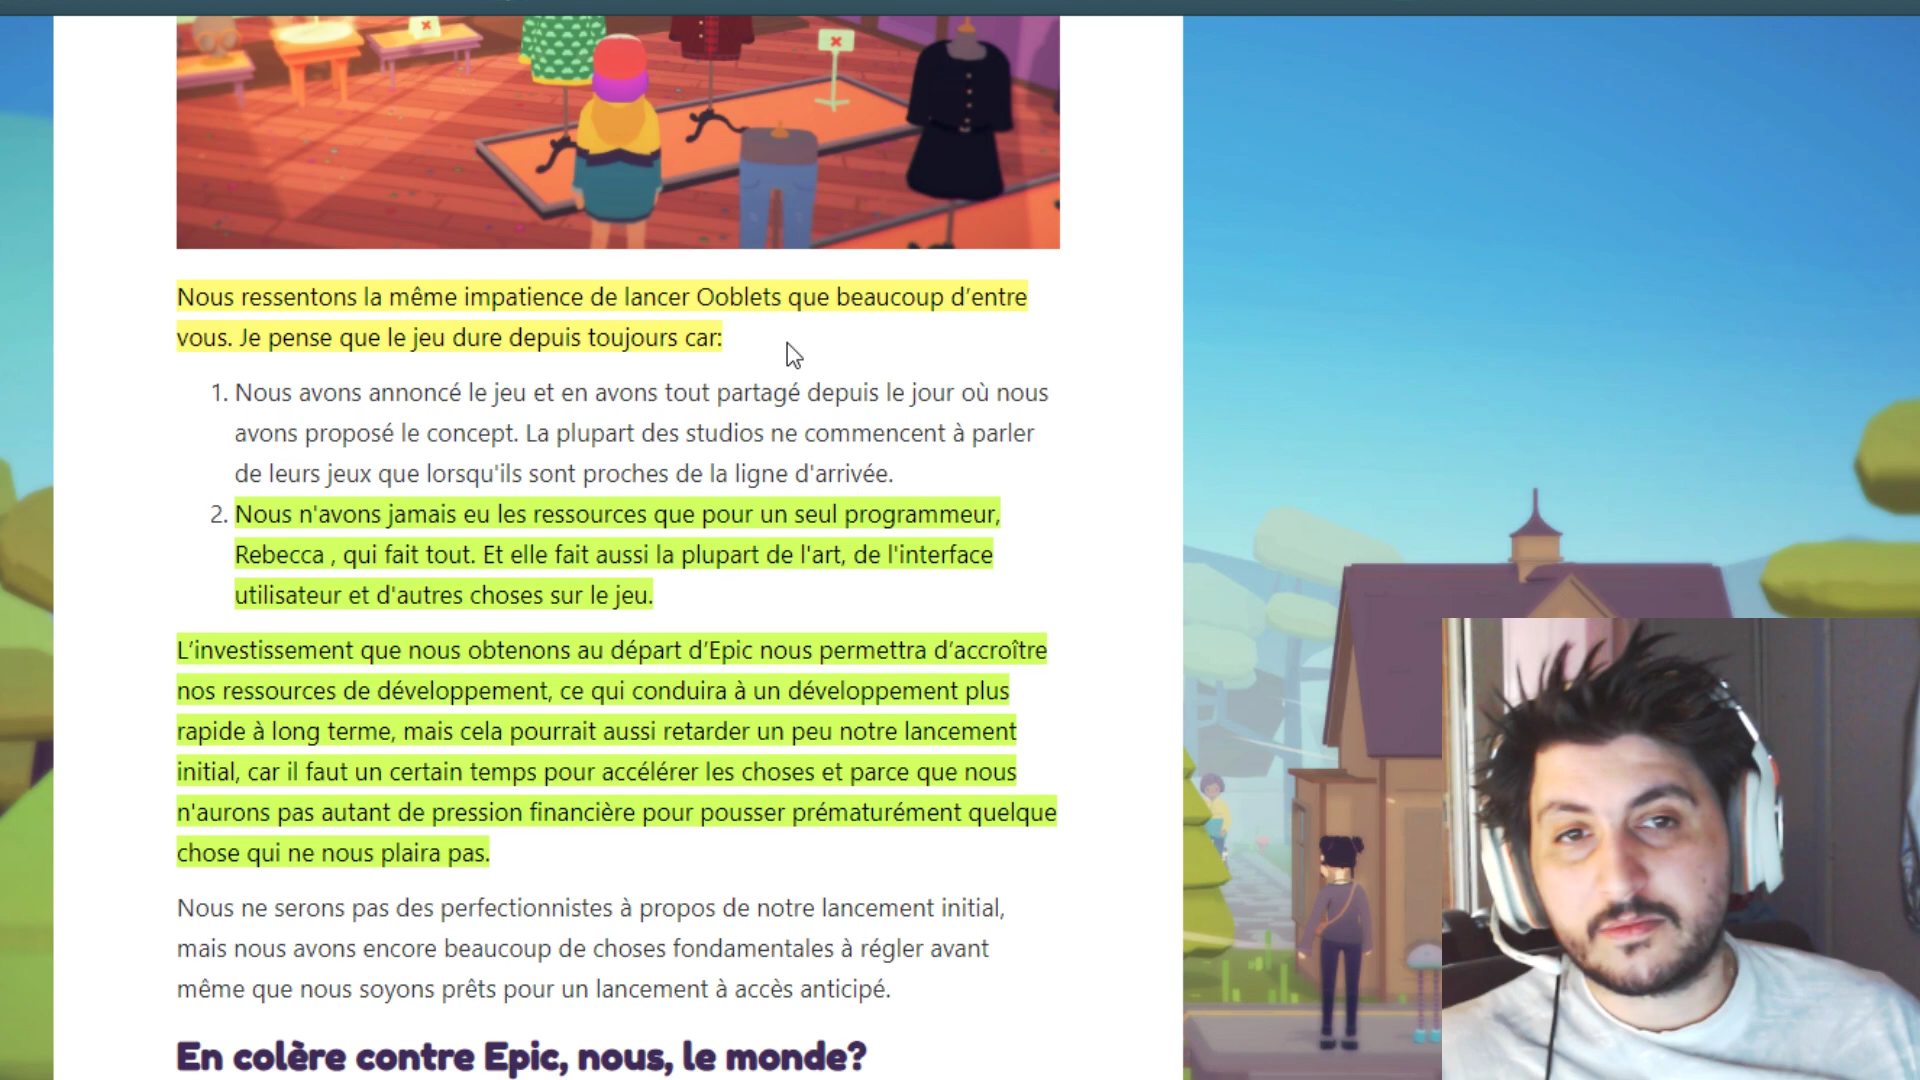 Nous ressentons la même impatience de lancer Ooblets que beaucoup d’entre
vous. Je pense que le jeu dure depuis toujours car:
1. Nous avons annoncé le jeu et en avons tout partagé depuis le jour où nous
avons proposé le concept. La plupart des studios ne commencent à parler
de leurs jeux que lorsqu'ils sont proches de la ligne d'arrivée.
2. Nous n'avons jamais eu les ressources que pour un seul programmeur,
Rebecca , qui fait tout. Et elle fait aussi la plupart de l'art, de l'interface
utilisateur et d'autres choses sur le jeu.
L’investissement que nous obtenons au départ d’Epic nous permettra d’accroître
nos ressources de développement, ce qui conduira à un développement plus
rapide à long terme, mais cela pourrait aussi retarder un peu notre lancement
initial, car il faut un certain temps pour accélérer les choses et parce que nous
n'aurons pas autant de pression financière pour pousser prématurément quelque
chose qui ne nous plaira pas.
Nous ne serons pas des perfectionnistes à propos de notre lancement initial,
mais nous avons encore beaucoup de choses fondamentales à régler avant
même que nous soyons prêts pour un lancement à accès anticipé.
En colère contre Epic, nous, le monde?